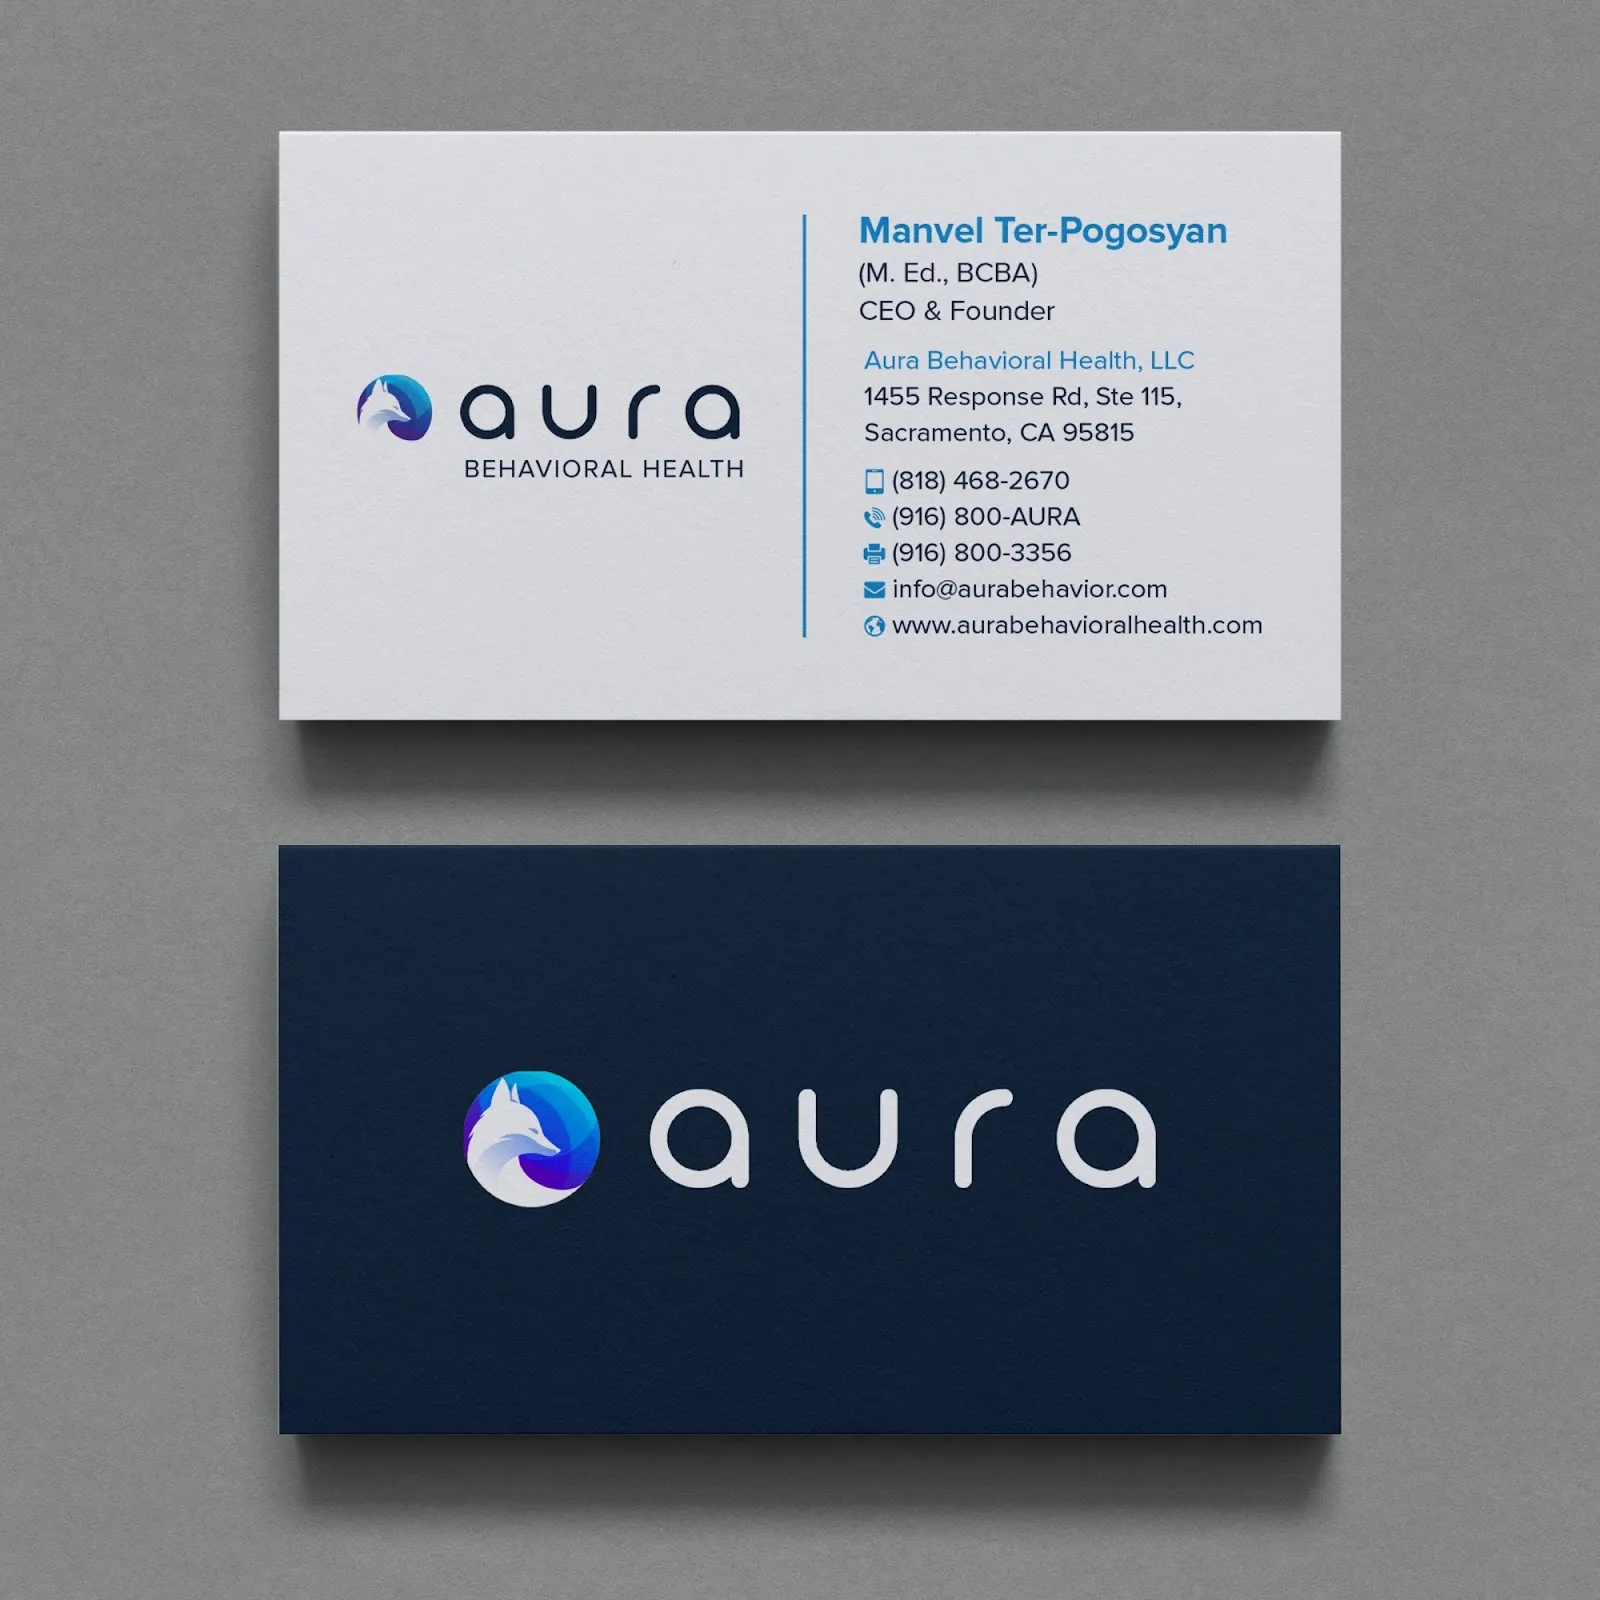 aura
BEHAVIORAL HEALTH
Manvel Ter-Pogosyan
(M. Ed., BCBA)
CEO & Founder
Aura Behavioral Health, LLC
1455 Response Rd, Ste 115,
Sacramento, CA 95815
(818) 468-2670
(916) 800-AURA
(916) 800-3356
info@aurabehavior.com
www.aurabehavioralhealth.com
aura